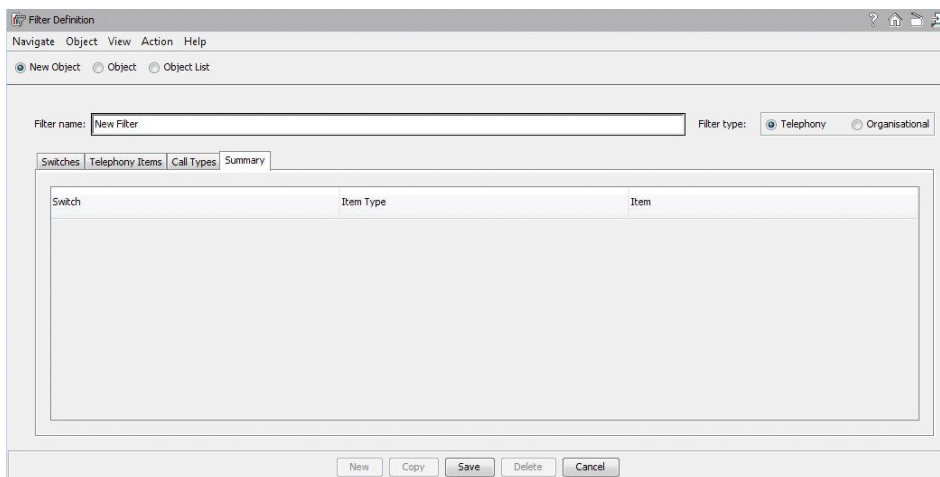 Filter Definition
Navigate Object View Action Help
New Object Object Object List
Filter name: New Filter Filter type: Telephony Organisational
Switches Telephony Items Call Types Summary
Switch Item Type Item
New Copy Save Delete Cancel